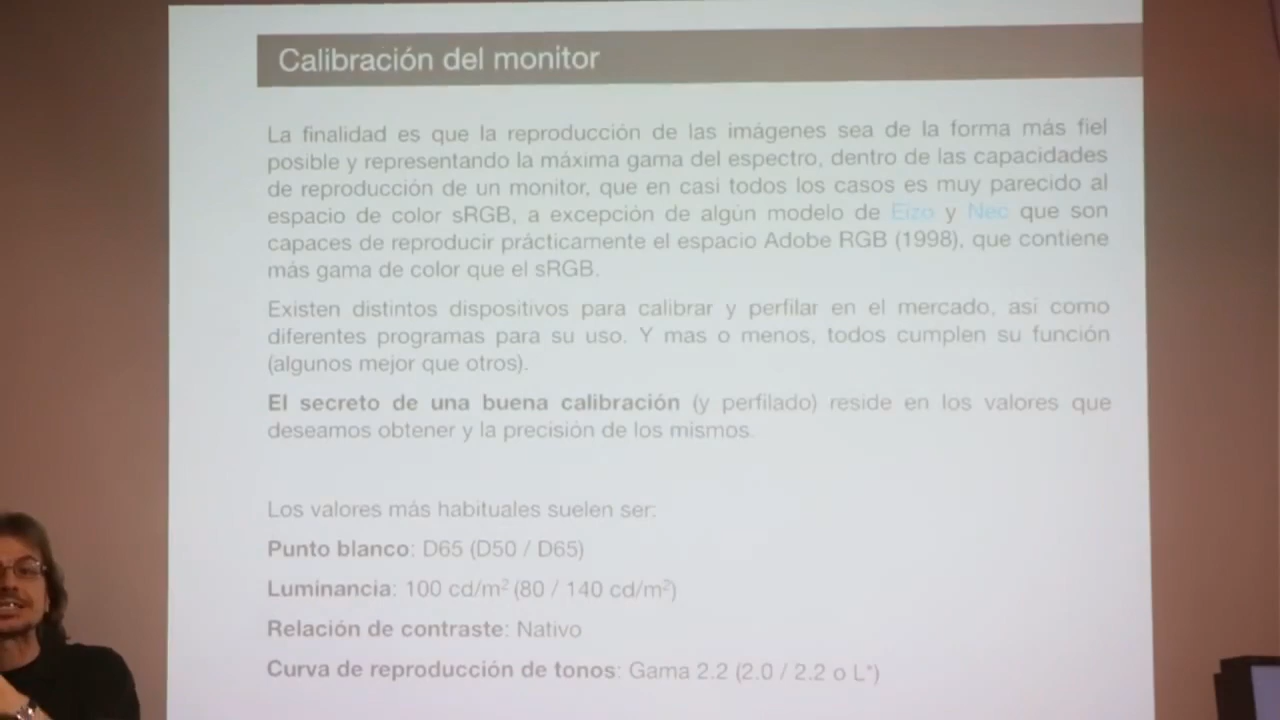 Calibración del monitor
La finalidad es que la reproducción de las imágenes sea de la forma más fiel
posible y representando la máxima gama del espectro, dentro de las capacidades
de reproducción de un monitor, que en casi todos los casos es muy parecido al
espacio de color sRGB, a excepción de algún modelo de Eizo y Nec que son
capaces de reproducir prácticamente el espacio Adobe RGB (1998), que contiene
más gama de color que el sRGB.
Existen distintos dispositivos para calibrar y perfilar en el mercado, así como
diferentes programas para su uso. Y mas o menos, todos cumplen su función
(algunos mejor que otros).
El secreto de una buena calibración (y perfilado) reside en los valores que
deseamos obtener y la precisión de los mismos.
Los valores más habituales suelen ser:
Punto blanco: D65 (D50 / D65)
Luminancia: 100 cd/m² (80 / 140 cd/m²)
Relación de contraste: Nativo
Curva de reproducción de tonos: Gama 2.2 (2.0 / 2.2 o L*)